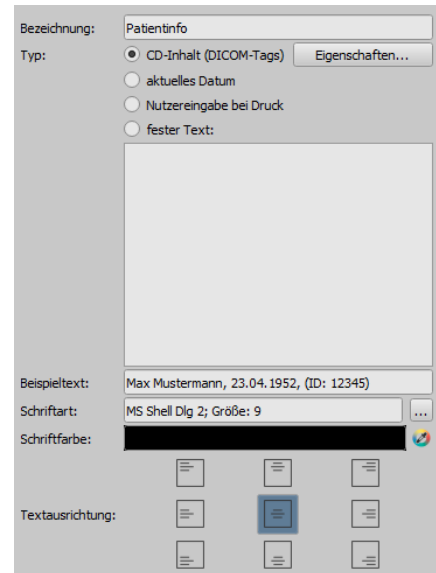 Bezeichnung: Patientinfo
Typ: CD-Inhalt (DICOM-Tags) Eigenschaften...
aktuelles Datum
Nutzereingabe bei Druck
fester Text:
Beispieltext: Max Mustermann, 23.04.1952, (ID: 12345)
Schriftart: MS Shell Dlg 2; Größe: 9 ...
Schriftfarbe:
Textausrichtung: